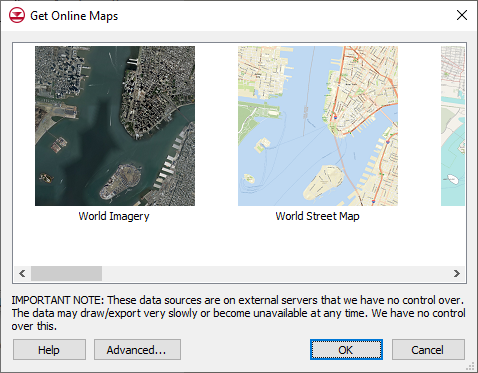 Get Online Maps
World Imagery
World Street Map
IMPORTANT NOTE: These data sources are on external servers that we have no control over.
The data may draw/export very slowly or become unavailable at any time. We have no control
over this.
Help
Advanced...
OK
Cancel